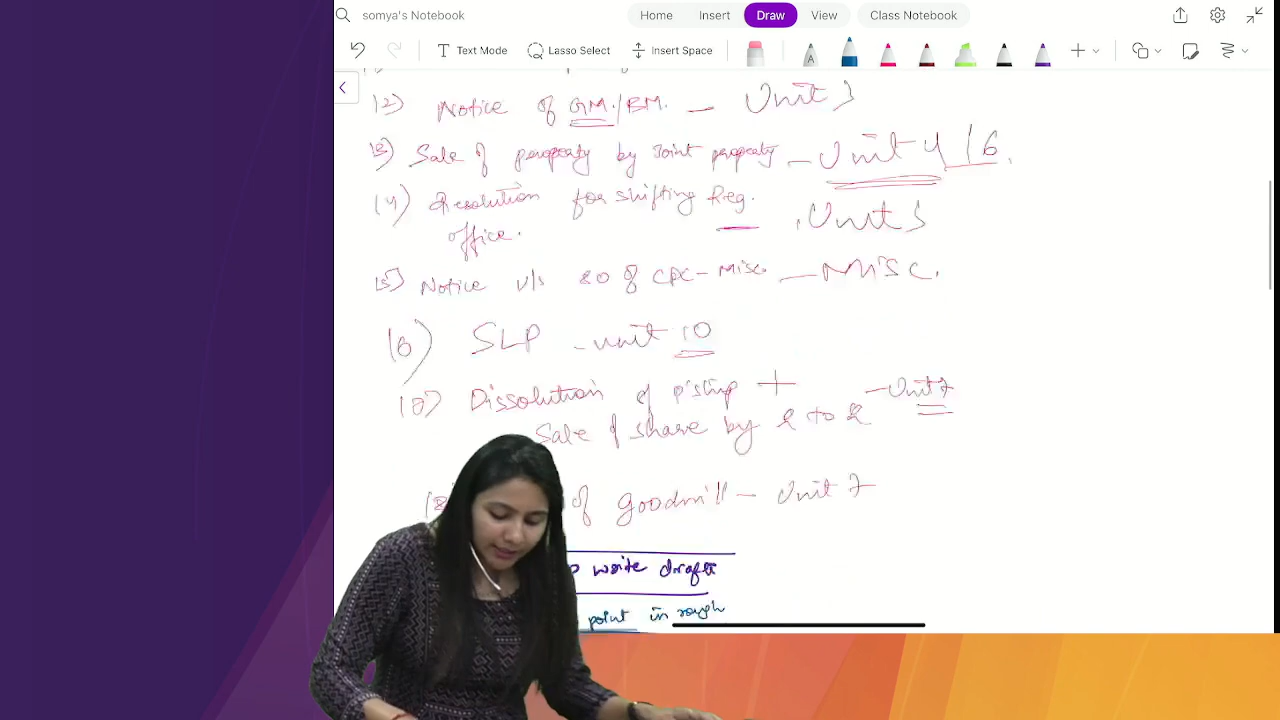 somya's Notebook
Home Insert Draw View Class Notebook
Text Mode Lasso Select Insert Space
12) Notice of GM./BM. - Unit 3
13) Sale of property by Joint property - Unit 4/6.
14) Resolution for shifting Reg. Unit 3
office.
15) Notice v/s 80 of CPC - Misc. - Misc.
16) SLP - unit 10
Dissolution of p'ship + - Unit 7
Sale of share by & to &
of goodwill - Unit 7
write drafts
point in rough